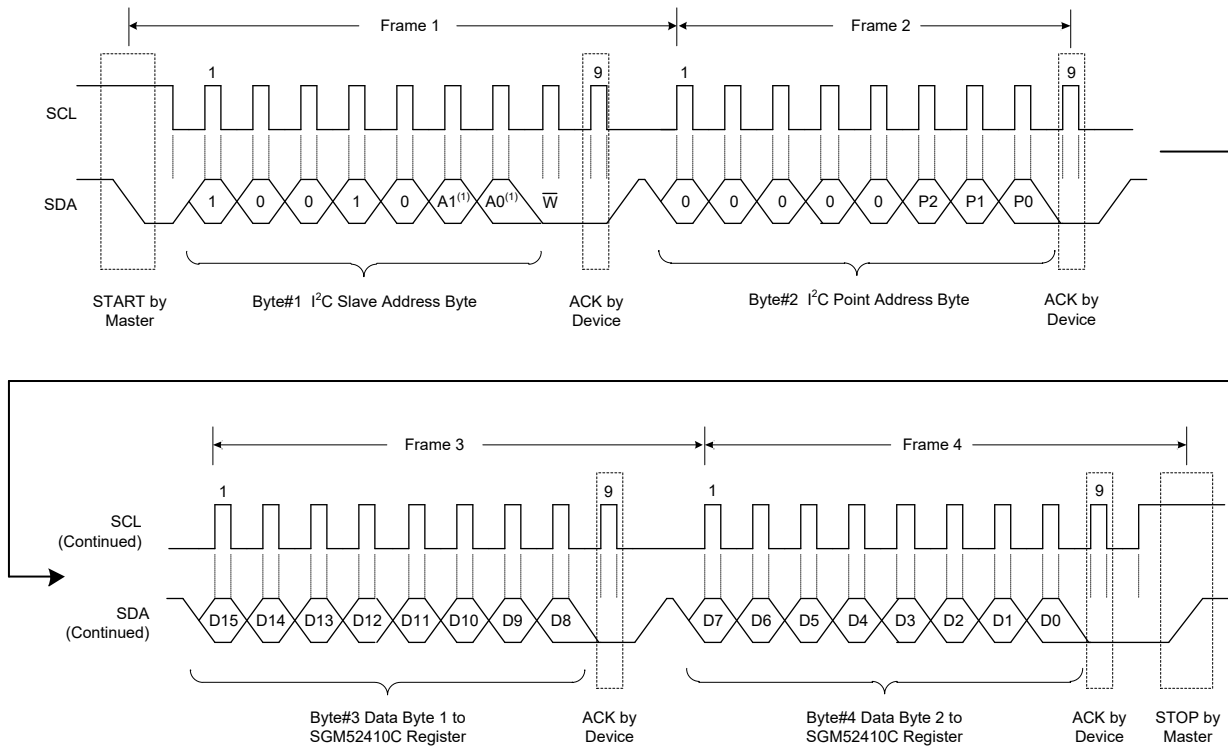 Frame 1 Frame 2
1 9 1 9
SCL
SDA 1 0 0 1 0 A1(1) A0(1) W̅ 0 0 0 0 0 P2 P1 P0
START by
Master
Byte#1 I²C Slave Address Byte
ACK by
Device
Byte#2 I²C Point Address Byte
ACK by
Device
Frame 3 Frame 4
1 9 1 9
SCL
(Continued)
SDA
(Continued)
D15 D14 D13 D12 D11 D10 D9 D8 D7 D6 D5 D4 D3 D2 D1 D0
Byte#3 Data Byte 1 to
SGM52410C Register
ACK by
Device
Byte#4 Data Byte 2 to
SGM52410C Register
ACK by
Device
STOP by
Master